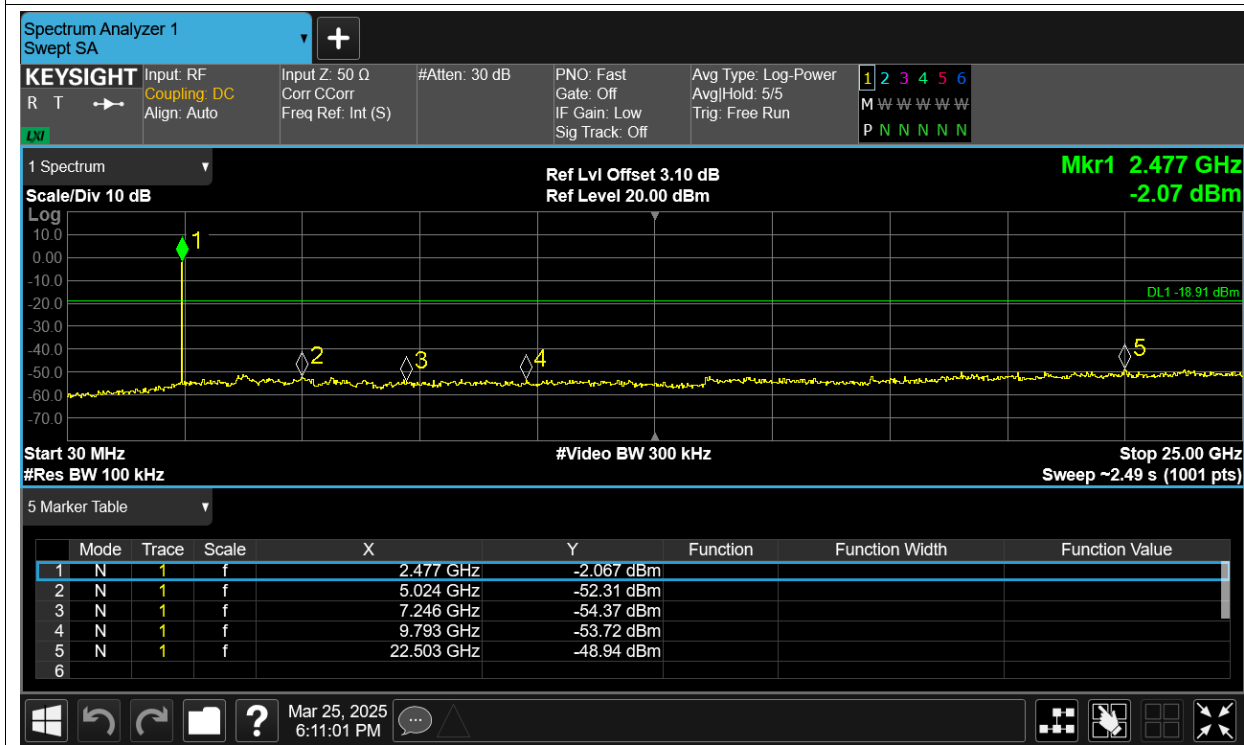 Spectrum Analyzer 1
Swept SA
+
KEYSIGHT
R T
LXI
Input: RF
Coupling: DC
Align: Auto
Input Z: 50 Ω
Corr CCorr
Freq Ref: Int (S)
#Atten: 30 dB
PNO: Fast
Gate: Off
IF Gain: Low
Sig Track: Off
Avg Type: Log-Power
Avg|Hold: 5/5
Trig: Free Run
1 2 3 4 5 6
M W W W W W
P N N N N N
1 Spectrum
Scale/Div 10 dB
Ref Lvl Offset 3.10 dB
Ref Level 20.00 dBm
Mkr1 2.477 GHz
-2.07 dBm
Log
10.0
0.00
-10.0
-20.0
-30.0
-40.0
-50.0
-60.0
-70.0
1
2
3
4
5
DL1 -18.91 dBm
Start 30 MHz
#Res BW 100 kHz
#Video BW 300 kHz
Stop 25.00 GHz
Sweep ~2.49 s (1001 pts)
5 Marker Table
Mode Trace Scale X Y Function Function Width Function Value
1 N 1 f 2.477 GHz -2.067 dBm
2 N 1 f 5.024 GHz -52.31 dBm
3 N 1 f 7.246 GHz -54.37 dBm
4 N 1 f 9.793 GHz -53.72 dBm
5 N 1 f 22.503 GHz -48.94 dBm
6
?
Mar 25, 2025
6:11:01 PM